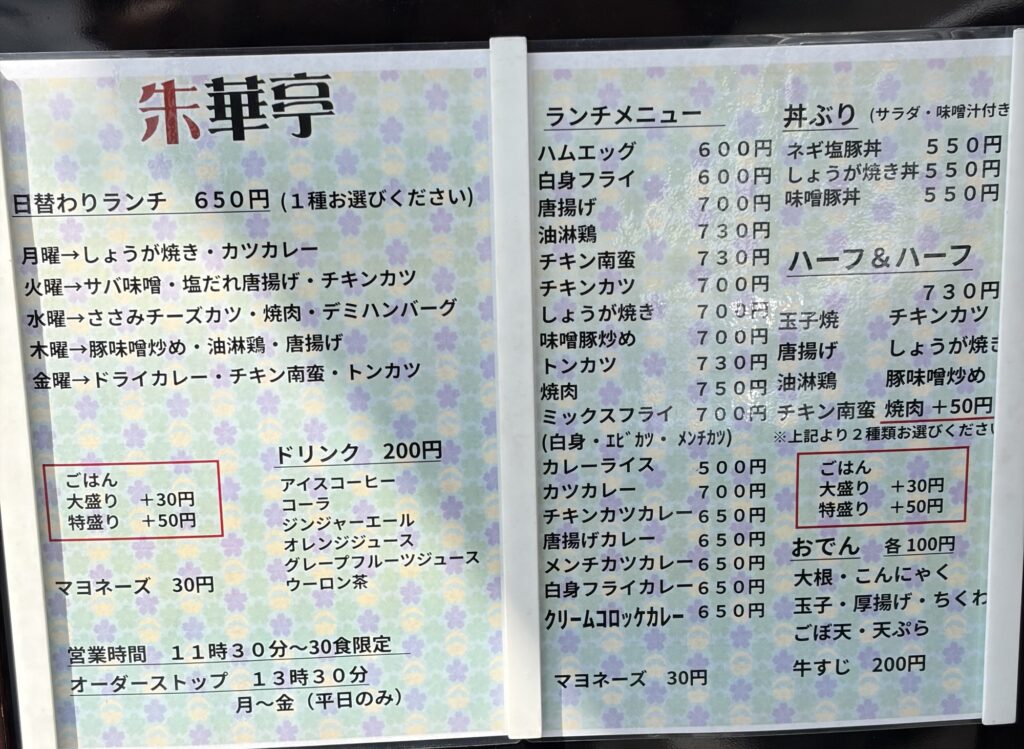 朱華亭
日替わりランチ　６５０円 (１種お選びください)
月曜→しょうが焼き・カツカレー
火曜→サバ味噌・塩だれ唐揚げ・チキンカツ
水曜→ささみチーズカツ・焼肉・デミハンバーグ
木曜→豚味噌炒め・油淋鶏・唐揚げ
金曜→ドライカレー・チキン南蛮・トンカツ
ごはん
大盛り　＋30円
特盛り　＋50円
マヨネーズ　30円
ドリンク　200円
アイスコーヒー
コーラ
ジンジャーエール
オレンジジュース
グレープフルーツジュース
ウーロン茶
営業時間　１１時３０分～30食限定
オーダーストップ　１３時３０分
月～金（平日のみ）
ランチメニュー
ハムエッグ　６００円
白身フライ　６００円
唐揚げ　７００円
油淋鶏　７３０円
チキン南蛮　７３０円
チキンカツ　７００円
しょうが焼き　７００円
味噌豚炒め　７００円
トンカツ　７３０円
焼肉　７５０円
ミックスフライ　７００円
(白身・ｴﾋﾞｶﾂ・ﾒﾝﾁｶﾂ)
カレーライス　５００円
カツカレー　７００円
チキンカツカレー　６５０円
唐揚げカレー　６５０円
メンチカツカレー　６５０円
白身フライカレー　６５０円
クリームコロッケカレー　６５０円
マヨネーズ　30円
丼ぶり (サラダ・味噌汁付き
ネギ塩豚丼　５５０円
しょうが焼き丼　５５０円
味噌豚丼　５５０円
ハーフ＆ハーフ
７３０円
玉子焼　チキンカツ
唐揚げ　しょうが焼き
油淋鶏　豚味噌炒め
チキン南蛮　焼肉 ＋50円
※上記より２種類お選びください
ごはん
大盛り　＋30円
特盛り　＋50円
おでん　各100円
大根・こんにゃく
玉子・厚揚げ・ちくわ
ごぼ天・天ぷら
牛すじ　200円